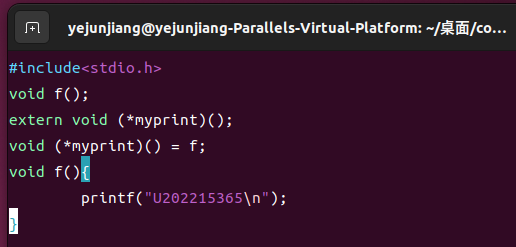 yejunjiang@yejunjiang-Parallels-Virtual-Platform: ~/桌面/co...
#include<stdio.h>
void f();
extern void (*myprint)();
void (*myprint)() = f;
void f(){
        printf("U202215365\n");
}